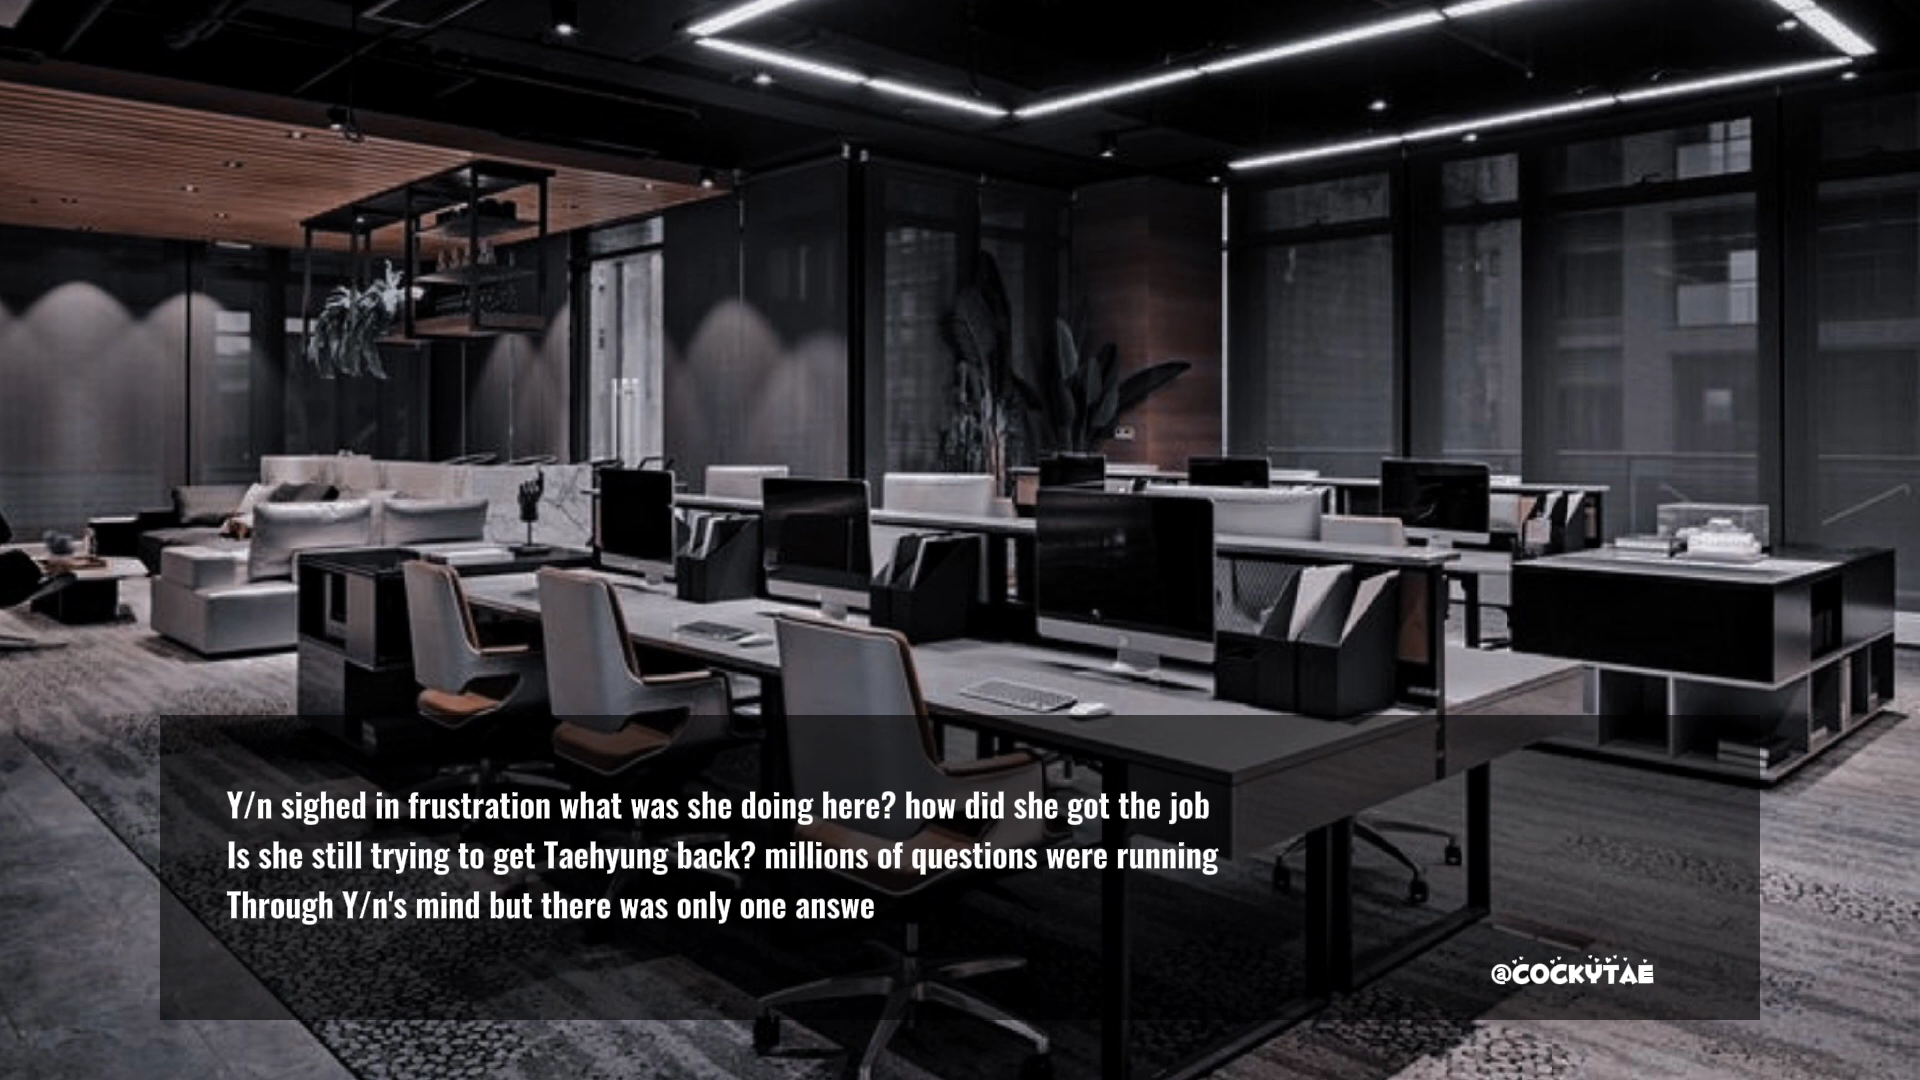 Y/n sighed in frustration what was she doing here? how did she got the job
Is she still trying to get Taehyung back? millions of questions were running
Through Y/n's mind but there was only one answe
@COCKYTAE